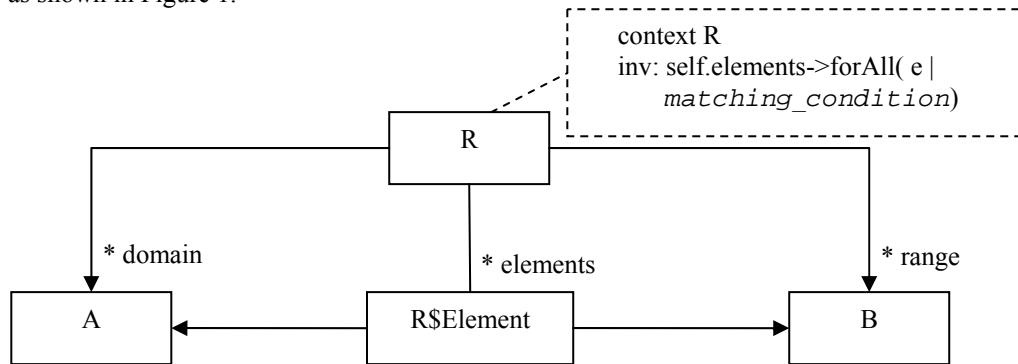 as shown in Figure 1.
context R
inv: self.elements->forAll( e |
matching_condition)
R
* domain
* elements
* range
A
R$Element
B